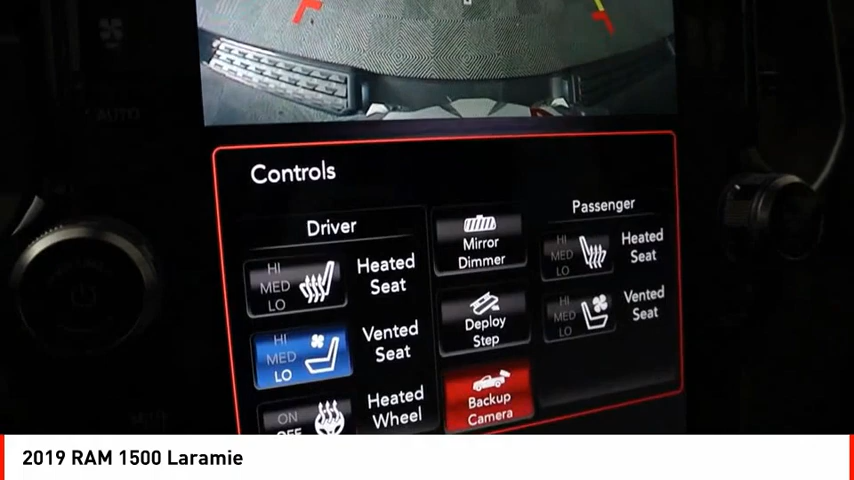 AUTO
Controls
Driver
HI
MED
LO
Heated
Seat
HI
MED
LO
Vented
Seat
ON
OFF
Heated
Wheel
Mirror
Dimmer
Deploy
Step
Backup
Camera
Passenger
HI
MED
LO
Heated
Seat
HI
MED
LO
Vented
Seat
2019 RAM 1500 Laramie